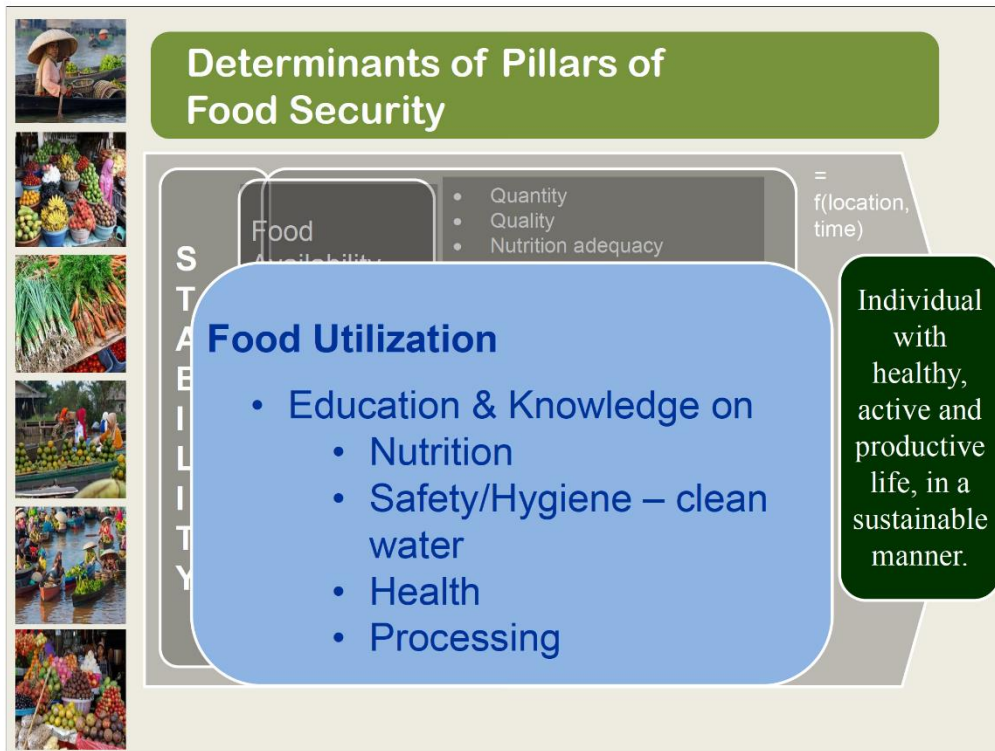 Determinants of Pillars of
Food Security
=
f(location,
time)
• Quantity
• Quality
• Nutrition adequacy
Food
Availability
S
T
A
B
I
L
I
T
Y
Food Utilization
• Education & Knowledge on
• Nutrition
• Safety/Hygiene – clean
water
• Health
• Processing
Individual
with
healthy,
active and
productive
life, in a
sustainable
manner.